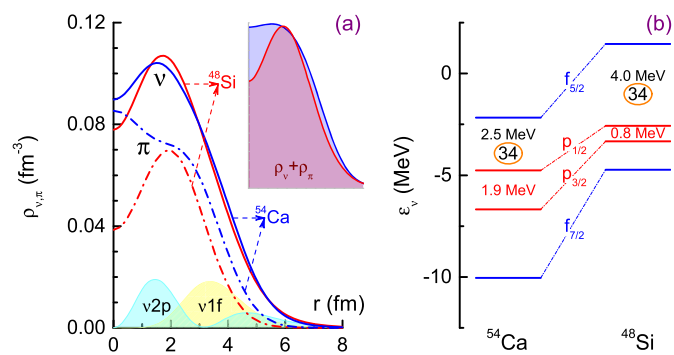 (a)
0.12
0.08
0.04
0.00
ρν,π (fm⁻³)
ν
π
⁴⁸Si
⁵⁴Ca
ρν+ρπ
ν2p
ν1f
r (fm)
0 2 4 6 8
(b)
0
-5
-10
εν (MeV)
f5/2
4.0 MeV
34
2.5 MeV
34
p1/2
0.8 MeV
1.9 MeV
p3/2
f7/2
⁵⁴Ca
⁴⁸Si